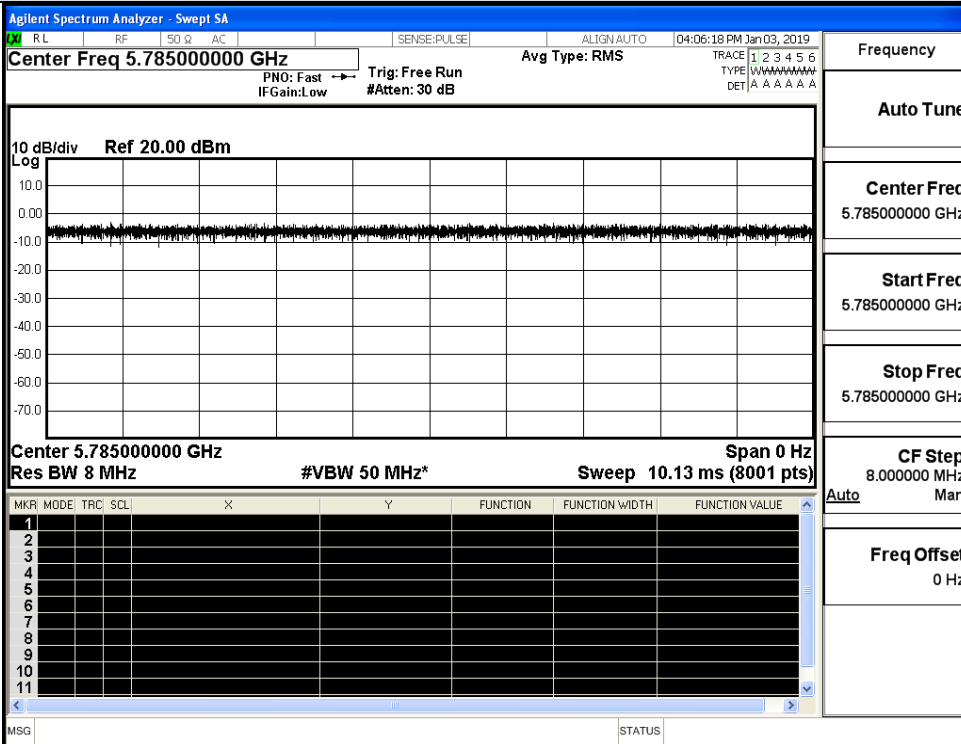 Agilent Spectrum Analyzer - Swept SA
LXI RL RF 50 Ω AC SENSE:PULSE ALIGN AUTO 04:06:18 PM Jan 03, 2019
Center Freq 5.785000000 GHz
PNO: Fast
IFGain:Low
Trig: Free Run
#Atten: 30 dB
Avg Type: RMS
TRACE 1 2 3 4 5 6
TYPE WWWWWW
DET A A A A A A
10 dB/div Ref 20.00 dBm
Log
10.0
0.00
-10.0
-20.0
-30.0
-40.0
-50.0
-60.0
-70.0
Center 5.785000000 GHz Span 0 Hz
Res BW 8 MHz #VBW 50 MHz* Sweep 10.13 ms (8001 pts)
MKR MODE TRC SCL X Y FUNCTION FUNCTION WIDTH FUNCTION VALUE
1
2
3
4
5
6
7
8
9
10
11
MSG STATUS
Frequency
Auto Tune
Center Freq
5.785000000 GHz
Start Freq
5.785000000 GHz
Stop Freq
5.785000000 GHz
CF Step
8.000000 MHz
Auto Man
Freq Offset
0 Hz